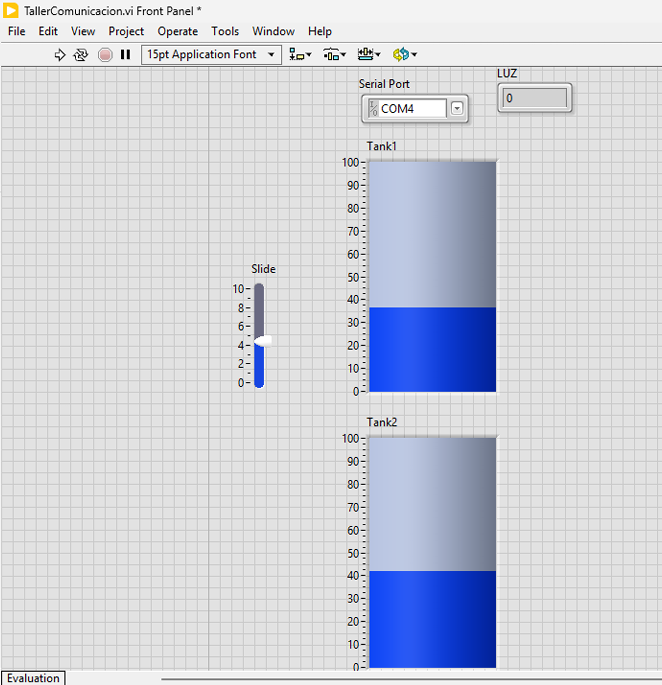 TallerComunicacion.vi Front Panel *
File Edit View Project Operate Tools Window Help
15pt Application Font
LUZ
0
Serial Port
I/O COM4
Tank1
100
90
80
70
60
50
40
30
20
10
0
Slide
10
8
6
4
2
0
Tank2
100
90
80
70
60
50
40
30
20
10
0
Evaluation